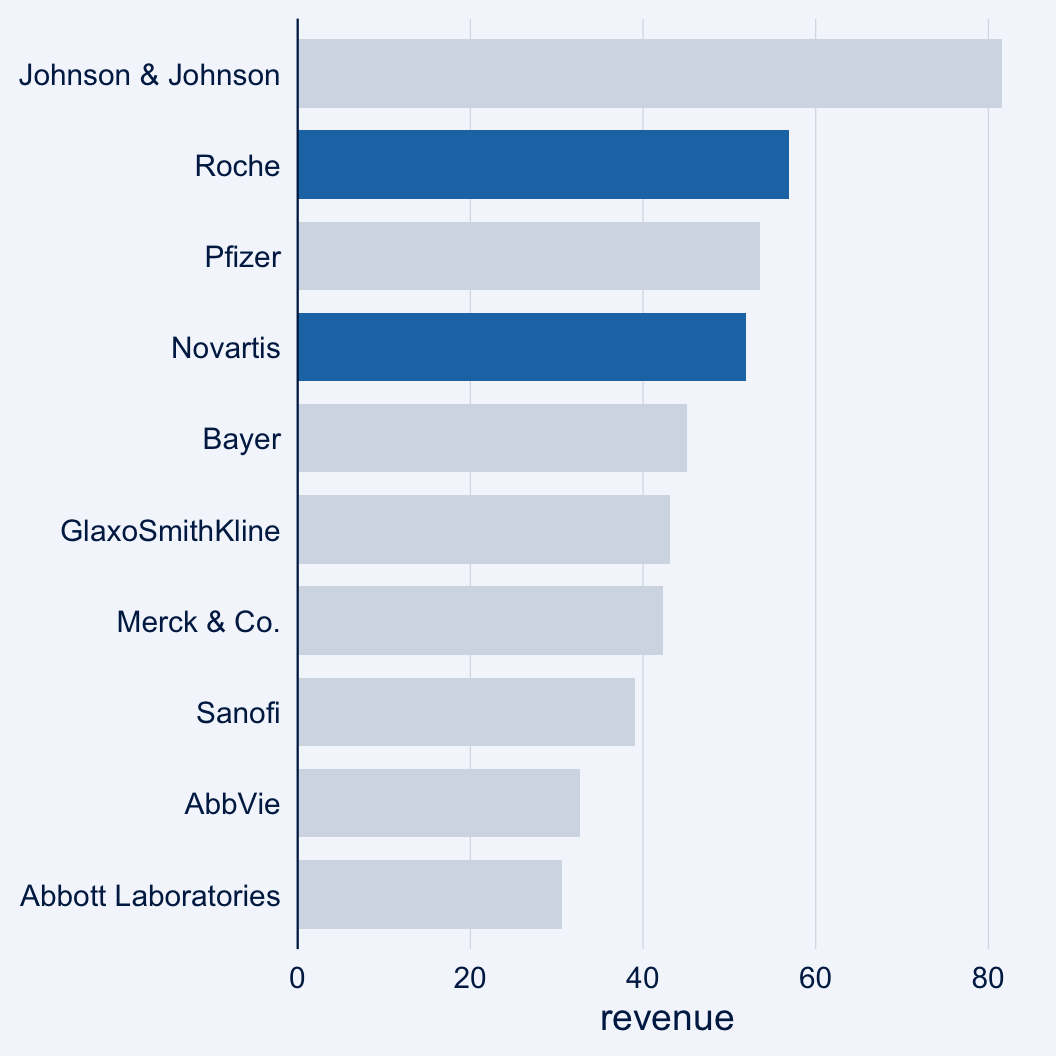 Johnson & Johnson
Roche
Pfizer
Novartis
Bayer
GlaxoSmithKline
Merck & Co.
Sanofi
AbbVie
Abbott Laboratories
0 20 40 60 80
revenue